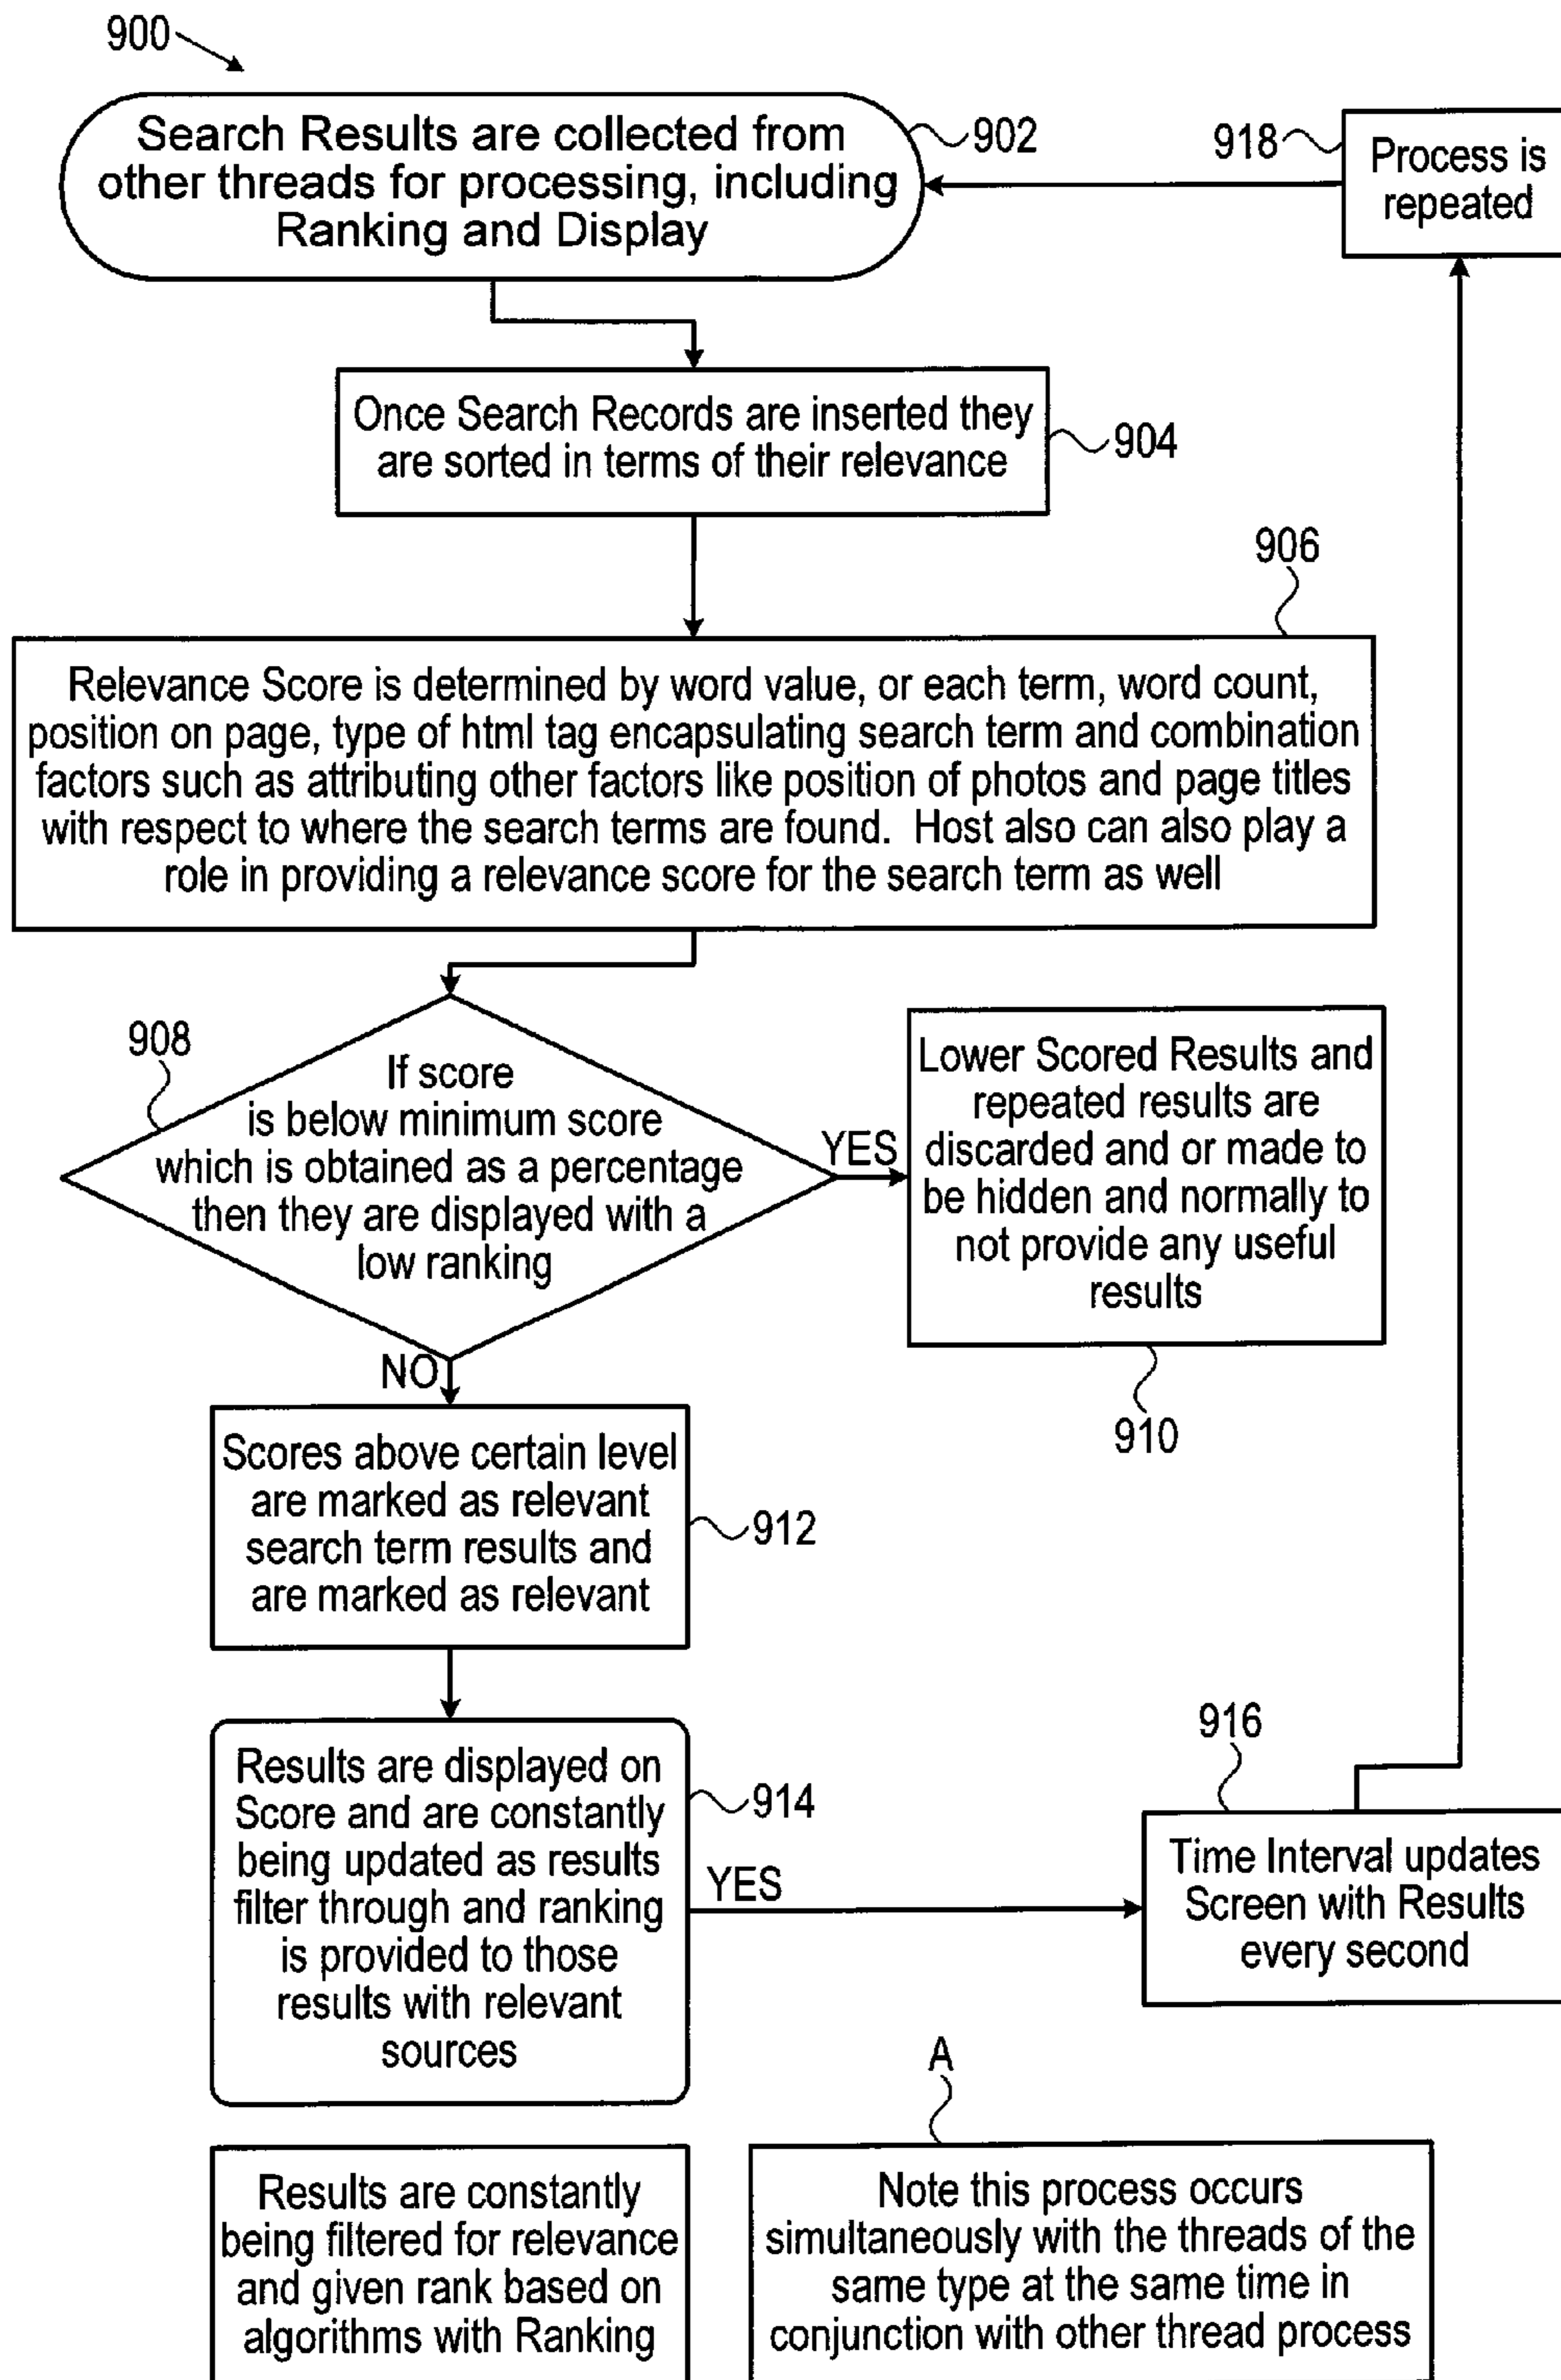 900
Search Results are collected from
other threads for processing, including
Ranking and Display
902
918
Process is
repeated
Once Search Records are inserted they
are sorted in terms of their relevance
904
906
Relevance Score is determined by word value, or each term, word count,
position on page, type of html tag encapsulating search term and combination
factors such as attributing other factors like position of photos and page titles
with respect to where the search terms are found. Host also can also play a
role in providing a relevance score for the search term as well
908
If score
is below minimum score
which is obtained as a percentage
then they are displayed with a
low ranking
YES
Lower Scored Results and
repeated results are
discarded and or made to
be hidden and normally to
not provide any useful
results
910
NO
Scores above certain level
are marked as relevant
search term results and
are marked as relevant
912
Results are displayed on
Score and are constantly
being updated as results
filter through and ranking
is provided to those
results with relevant
sources
914
YES
916
Time Interval updates
Screen with Results
every second
Results are constantly
being filtered for relevance
and given rank based on
algorithms with Ranking
A
Note this process occurs
simultaneously with the threads of the
same type at the same time in
conjunction with other thread process